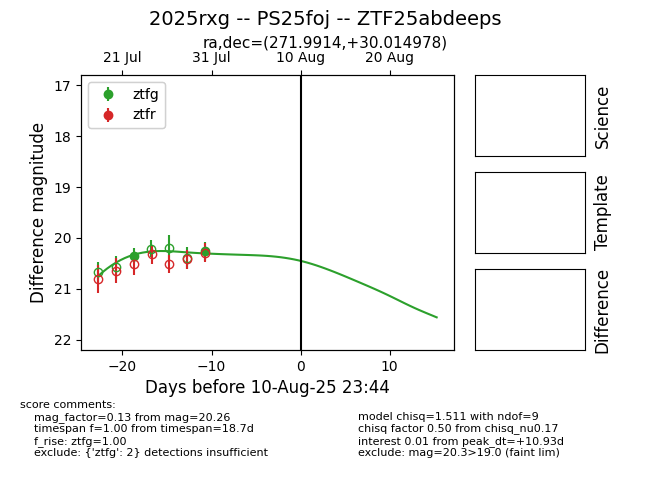 2025rxg -- PS25foj -- ZTF25abdeeps
ra,dec=(271.9914,+30.014978)
21 Jul 31 Jul 10 Aug 20 Aug
ztfg
ztfr
17
18
19
20
21
22
Difference magnitude
−20 −10 0 10
Days before 10-Aug-25 23:44
Science
Template
Difference
score comments:
mag_factor=0.13 from mag=20.26
timespan f=1.00 from timespan=18.7d
f_rise: ztfg=1.00
exclude: {'ztfg': 2} detections insufficient
model chisq=1.511 with ndof=9
chisq factor 0.50 from chisq_nu0.17
interest 0.01 from peak_dt=+10.93d
exclude: mag=20.3>19.0 (faint lim)